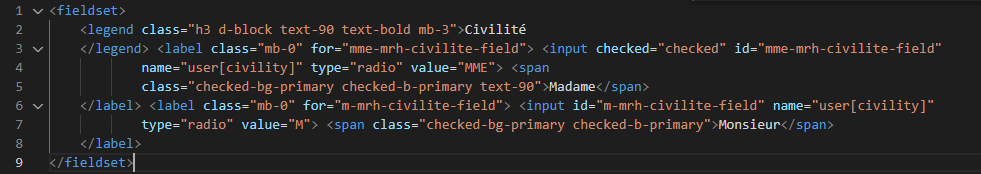 1 <fieldset>
2 <legend class="h3 d-block text-90 text-bold mb-3">Civilité
3 </legend> <label class="mb-0" for="mme-mrh-civilite-field"> <input checked="checked" id="mme-mrh-civilite-field"
4 name="user[civility]" type="radio" value="MME"> <span
5 class="checked-bg-primary checked-b-primary text-90">Madame</span>
6 </label> <label class="mb-0" for="m-mrh-civilite-field"> <input id="m-mrh-civilite-field" name="user[civility]"
7 type="radio" value="M"> <span class="checked-bg-primary checked-b-primary">Monsieur</span>
8 </label>
9 </fieldset>